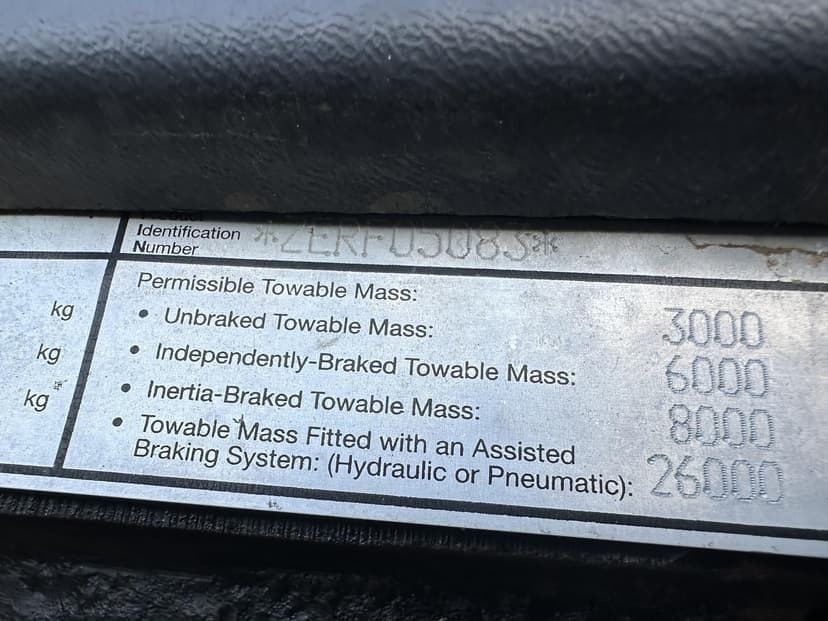 Identification
Number
*ZERF05083*
kg
kg
kg
Permissible Towable Mass:
• Unbraked Towable Mass: 3000
• Independently-Braked Towable Mass: 6000
• Inertia-Braked Towable Mass: 8000
• Towable Mass Fitted with an Assisted
Braking System: (Hydraulic or Pneumatic): 26000